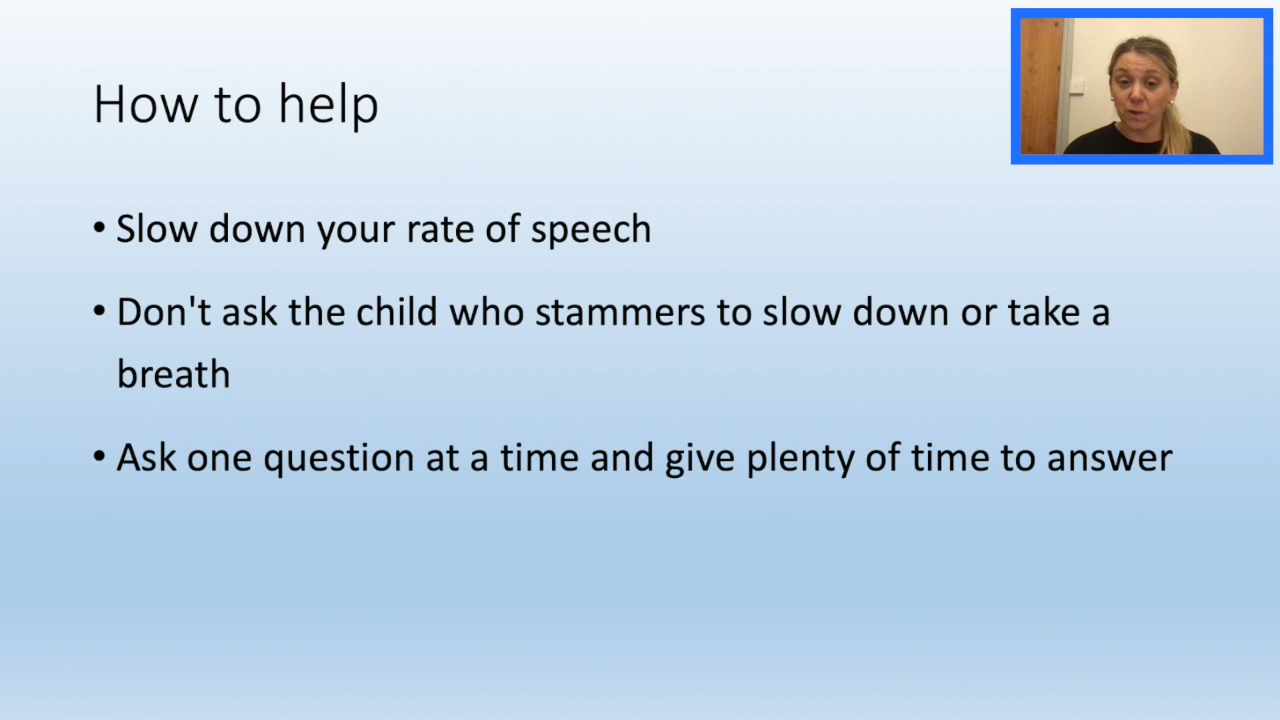 How to help
• Slow down your rate of speech
• Don't ask the child who stammers to slow down or take a
breath
• Ask one question at a time and give plenty of time to answer